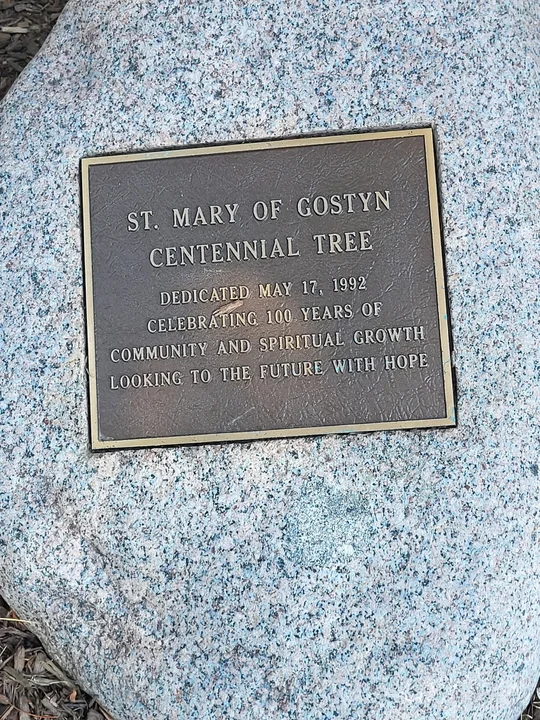 ST. MARY OF GOSTYN
CENTENNIAL TREE
DEDICATED MAY 17, 1992
CELEBRATING 100 YEARS OF
COMMUNITY AND SPIRITUAL GROWTH
LOOKING TO THE FUTURE WITH HOPE